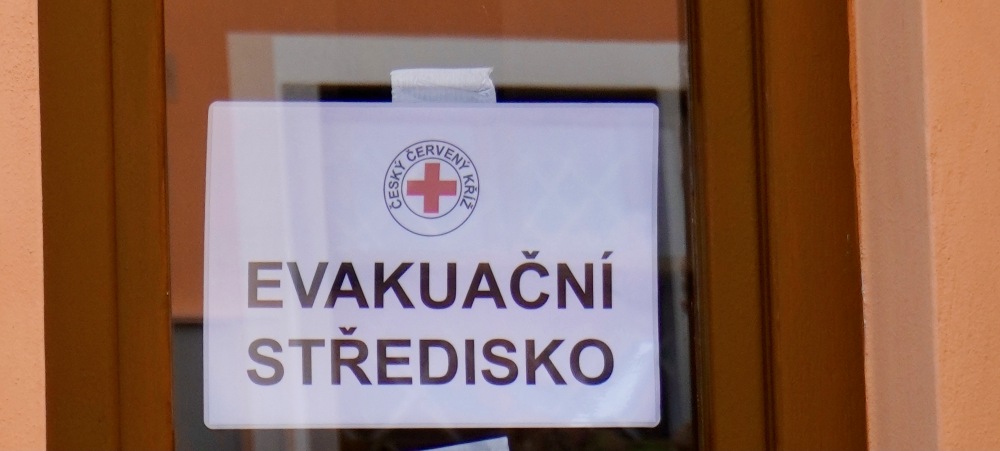 ČESKÝ ČERVENÝ KŘÍŽ
EVAKUAČNÍ
STŘEDISKO